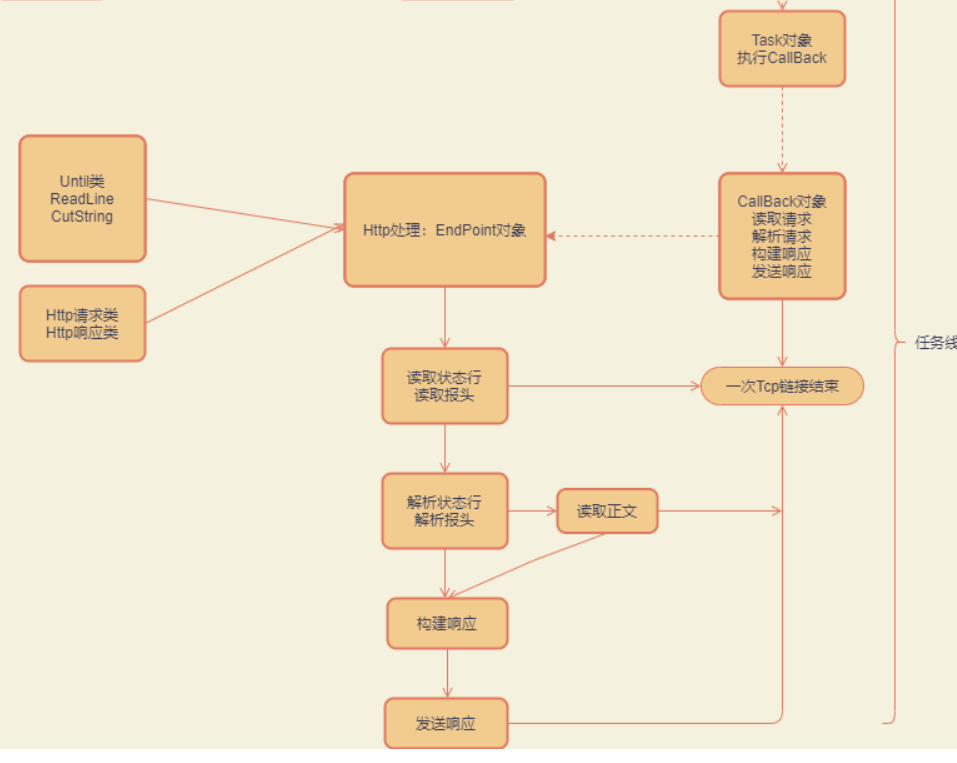 Task对象
执行CallBack
Until类
ReadLine
CutString
Http处理：EndPoint对象
CallBack对象
读取请求
解析请求
构建响应
发送响应
Http请求类
Http响应类
任务线
读取状态行
读取报头
一次Tcp链接结束
解析状态行
解析报头
读取正文
构建响应
发送响应